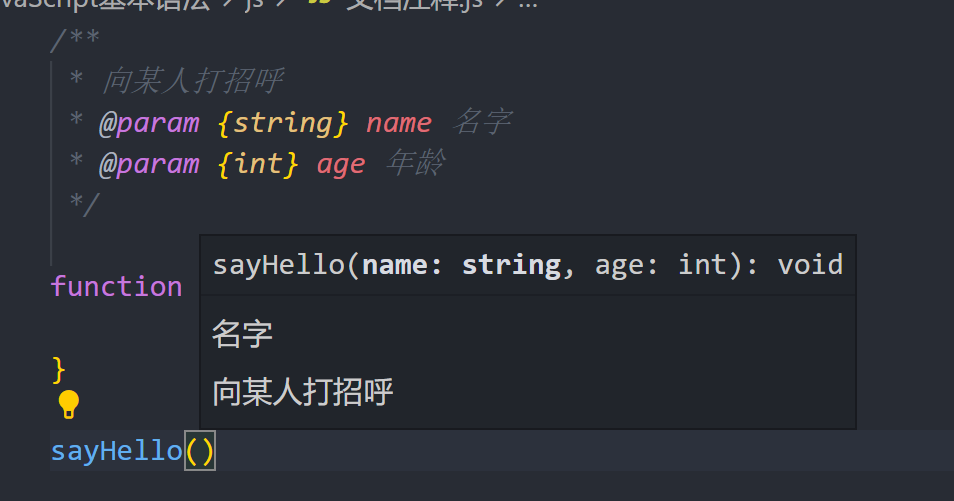 vaScript基本语法 > js > JS 文档注释.js > ...
/**
* 向某人打招呼
* @param {string} name 名字
* @param {int} age 年龄
*/
sayHello(name: string, age: int): void
function
名字
}
向某人打招呼
sayHello()